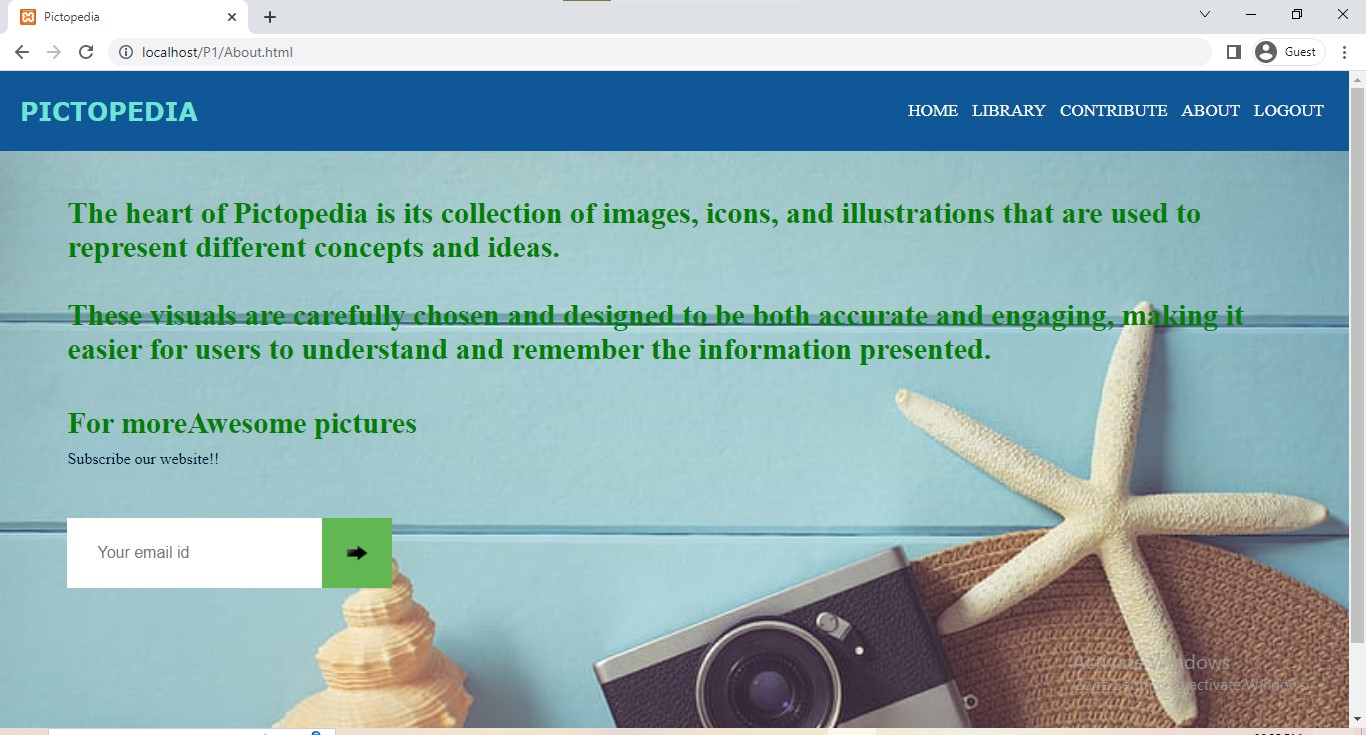 Pictopedia
localhost/P1/About.html
Guest
PICTOPEDIA
HOME LIBRARY CONTRIBUTE ABOUT LOGOUT
The heart of Pictopedia is its collection of images, icons, and illustrations that are used to
represent different concepts and ideas.
These visuals are carefully chosen and designed to be both accurate and engaging, making it
easier for users to understand and remember the information presented.
For moreAwesome pictures
Subscribe our website!!
Your email id
Activate Windows
Go to Settings to activate Windows.